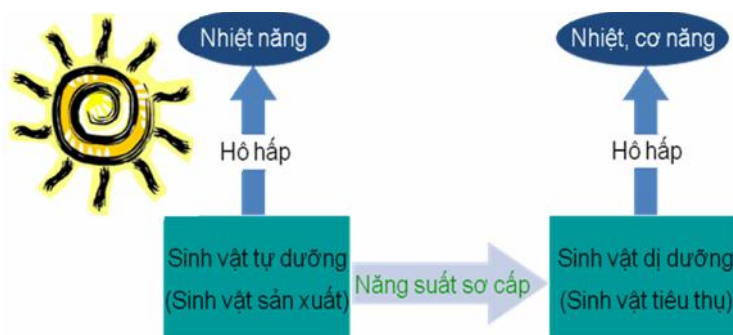 Nhiệt năng
Nhiệt, cơ năng
Hô hấp
Hô hấp
Sinh vật tự dưỡng
(Sinh vật sản xuất)
Năng suất sơ cấp
Sinh vật dị dưỡng
(Sinh vật tiêu thụ)